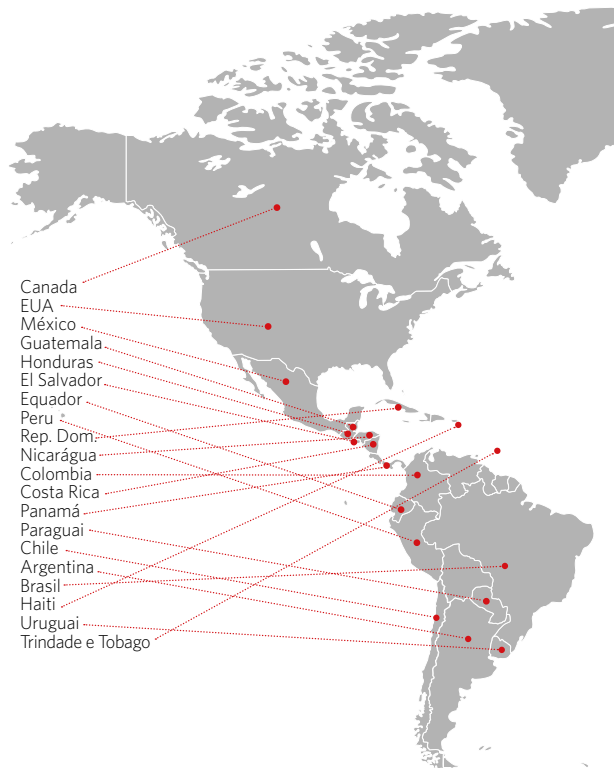 Canada
EUA
México
Guatemala
Honduras
El Salvador
Equador
Peru
Rep. Dom.
Nicarágua
Colombia
Costa Rica
Panamá
Paraguai
Chile
Argentina
Brasil
Haiti
Uruguai
Trindade e Tobago